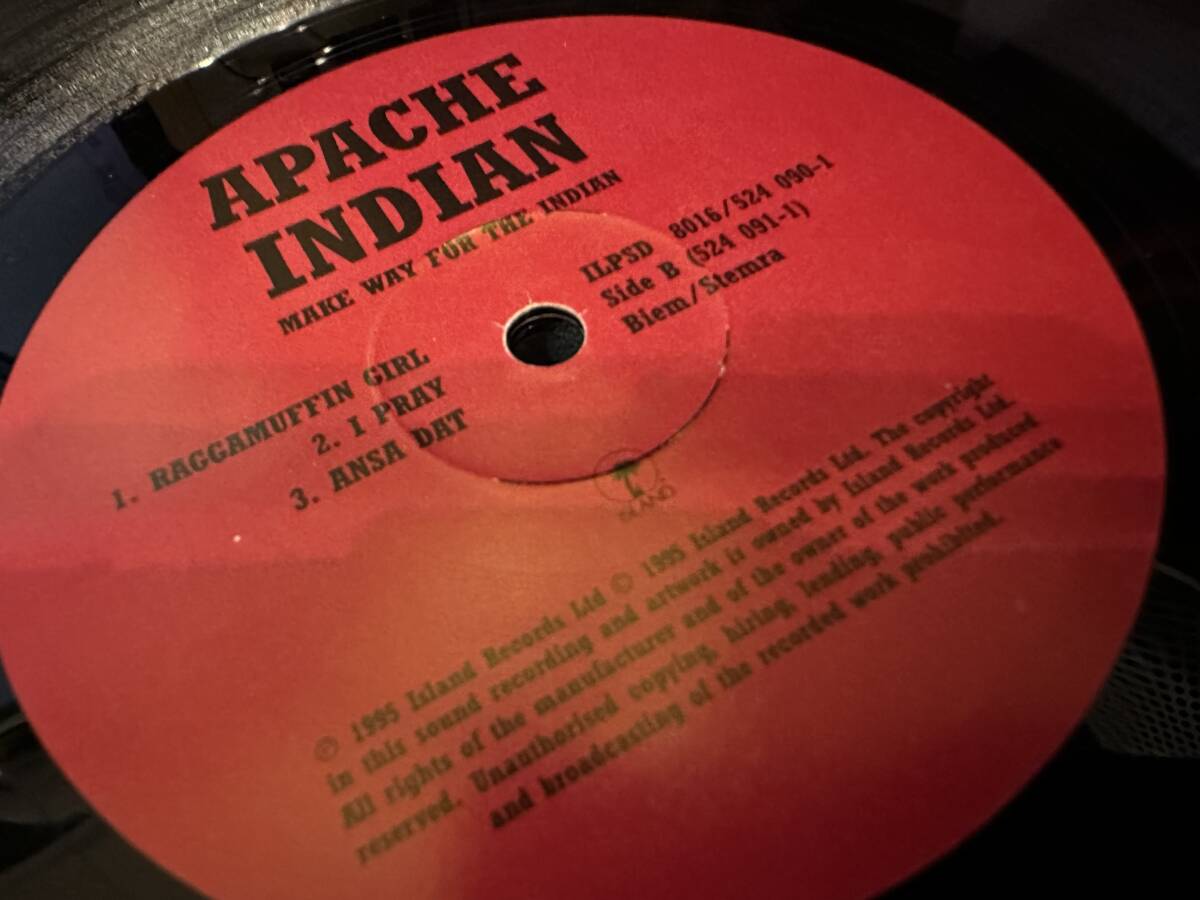 APACHE
INDIAN
MAKE WAY FOR THE INDIAN
ILPSD 8016/524 090-1
Side B (524 091-1)
Biem/Stemra
1. RAGGAMUFFIN GIRL
2. I PRAY
3. ANSA DAT
ISLAND
© 1995 Island Records Ltd © 1995 Island Records Ltd. The copyright
in this sound recording and artwork is owned by Island Records Ltd.
All rights of the manufacturer and of the owner of the work produced
reserved. Unauthorised copying, hiring, lending, public performance
and broadcasting of the recorded work prohibited.